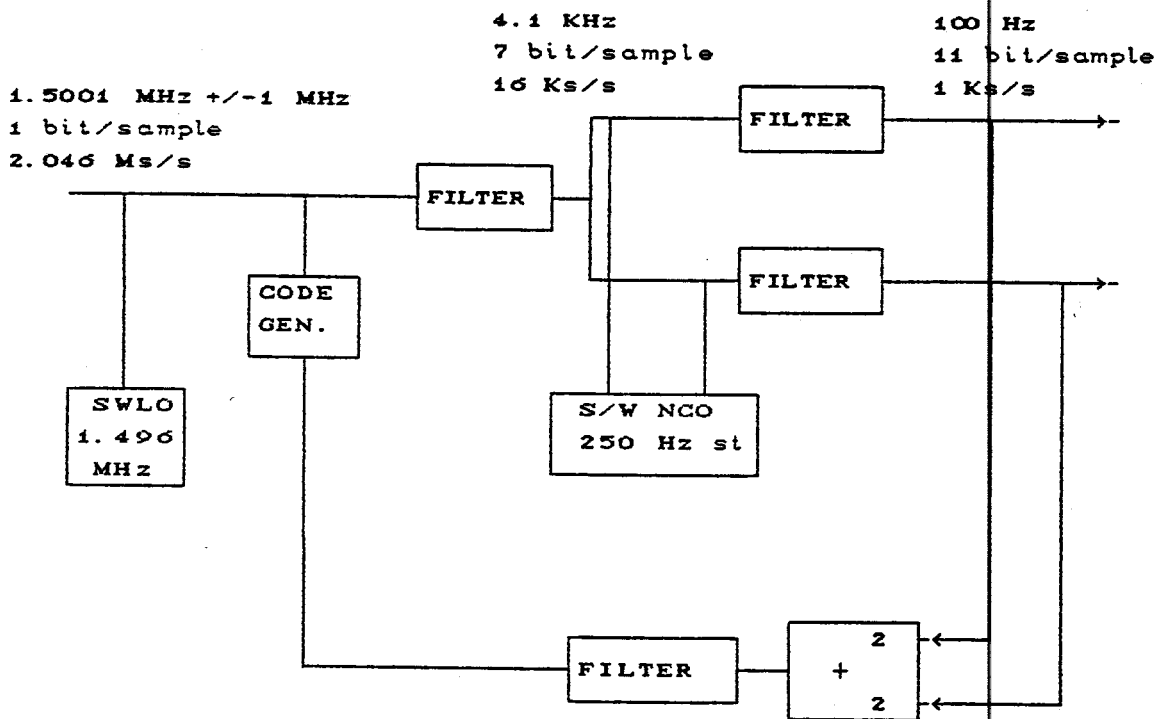 4.1 KHz
7 bit/sample
16 Ks/s
100 Hz
11 bit/sample
1 Ks/s
1.5001 MHz +/-1 MHz
1 bit/sample
2.046 Ms/s
FILTER
FILTER
FILTER
CODE
GEN.
SWLO
1.496
MHz
S/W NCO
250 Hz st
FILTER
2
+
2